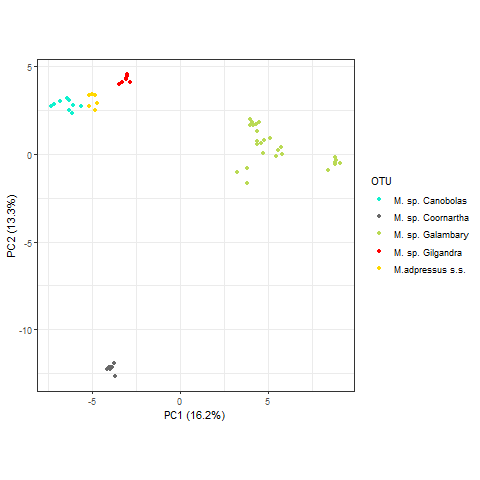 5
0
-5
-10
-5
0
5
PC1 (16.2%)
PC2 (13.3%)
OTU
M. sp. Canobolas
M. sp. Coornartha
M. sp. Galambary
M. sp. Gilgandra
M.adpressus s.s.